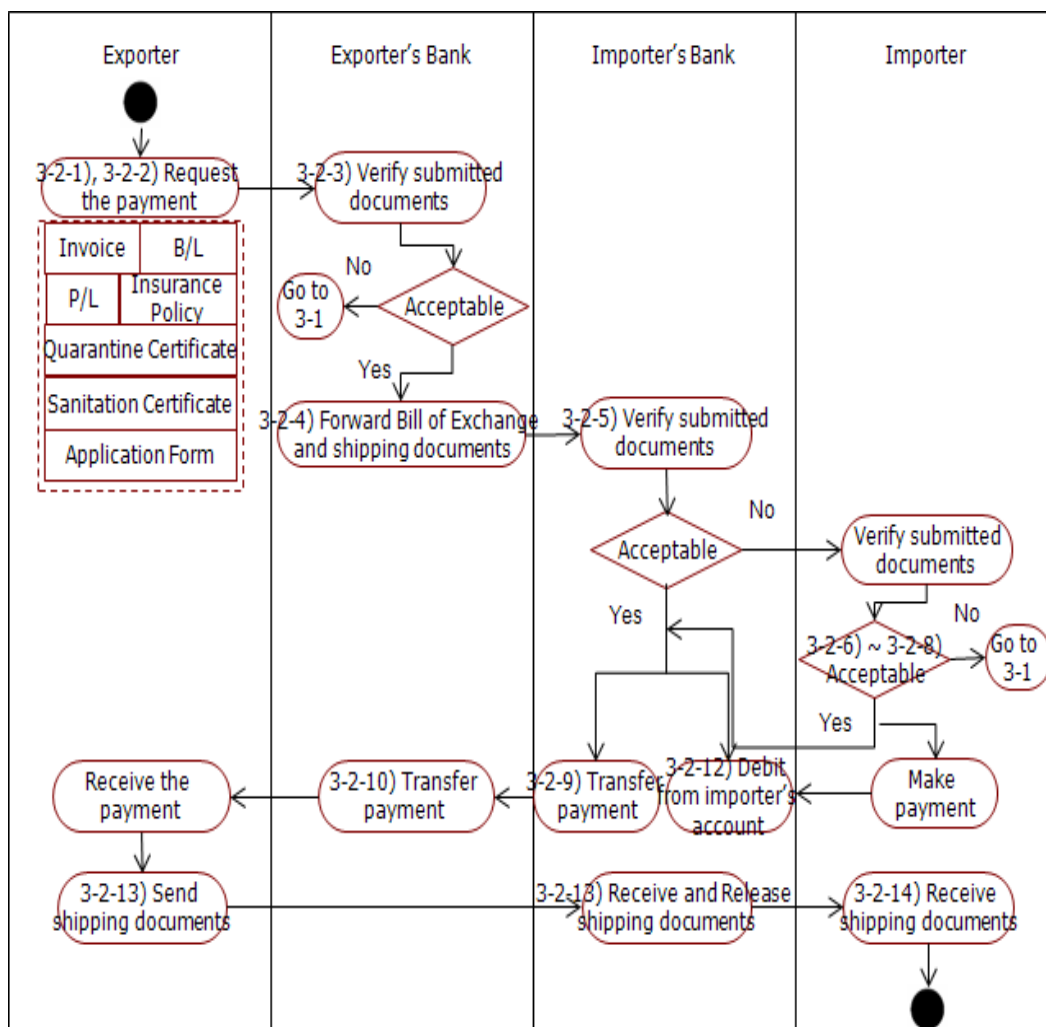 Exporter
Exporter's Bank
Importer's Bank
Importer
3-2-1), 3-2-2) Request
the payment
3-2-3) Verify submitted
documents
Invoice
B/L
P/L
Insurance
Policy
Quarantine Certificate
Sanitation Certificate
Application Form
No
Go to
3-1
Acceptable
Yes
3-2-4) Forward Bill of Exchange
and shipping documents
3-2-5) Verify submitted
documents
Acceptable
No
Verify submitted
documents
Yes
No
3-2-6) ~ 3-2-8)
Acceptable
Go to
3-1
Yes
Receive the
payment
3-2-10) Transfer
payment
3-2-9) Transfer
payment
3-2-12) Debit
from importer's
account
Make
payment
3-2-13) Send
shipping documents
3-2-13) Receive and Release
shipping documents
3-2-14) Receive
shipping documents